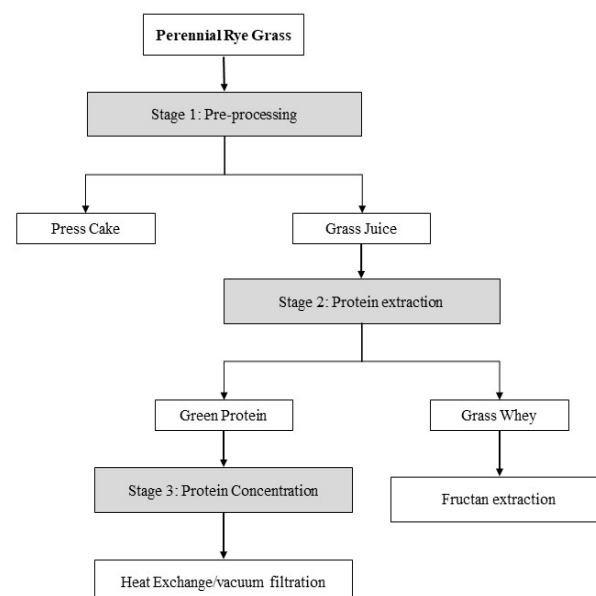 Perennial Rye Grass
Stage 1: Pre-processing
Press Cake
Grass Juice
Stage 2: Protein extraction
Green Protein
Grass Whey
Stage 3: Protein Concentration
Fructan extraction
Heat Exchange/vacuum filtration